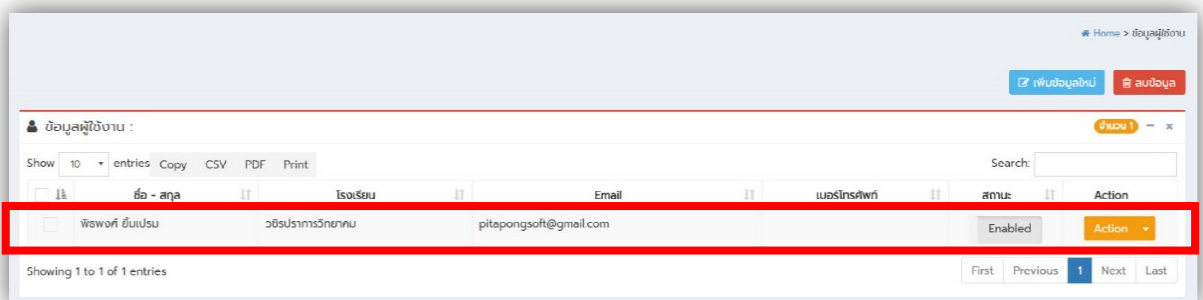 Home > ข้อมูลผู้ใช้งาน
เพิ่มข้อมูลใหม่ ลบข้อมูล
ข้อมูลผู้ใช้งาน : จำนวน 1
Show 10 entries Copy CSV PDF Print Search:
ชื่อ - สกุล โรงเรียน Email เบอร์โทรศัพท์ สถานะ Action
พิธพงศ์ ยิ้มเปรม วชิรปราการวิทยาคม pitapongsoft@gmail.com Enabled Action
Showing 1 to 1 of 1 entries First Previous 1 Next Last